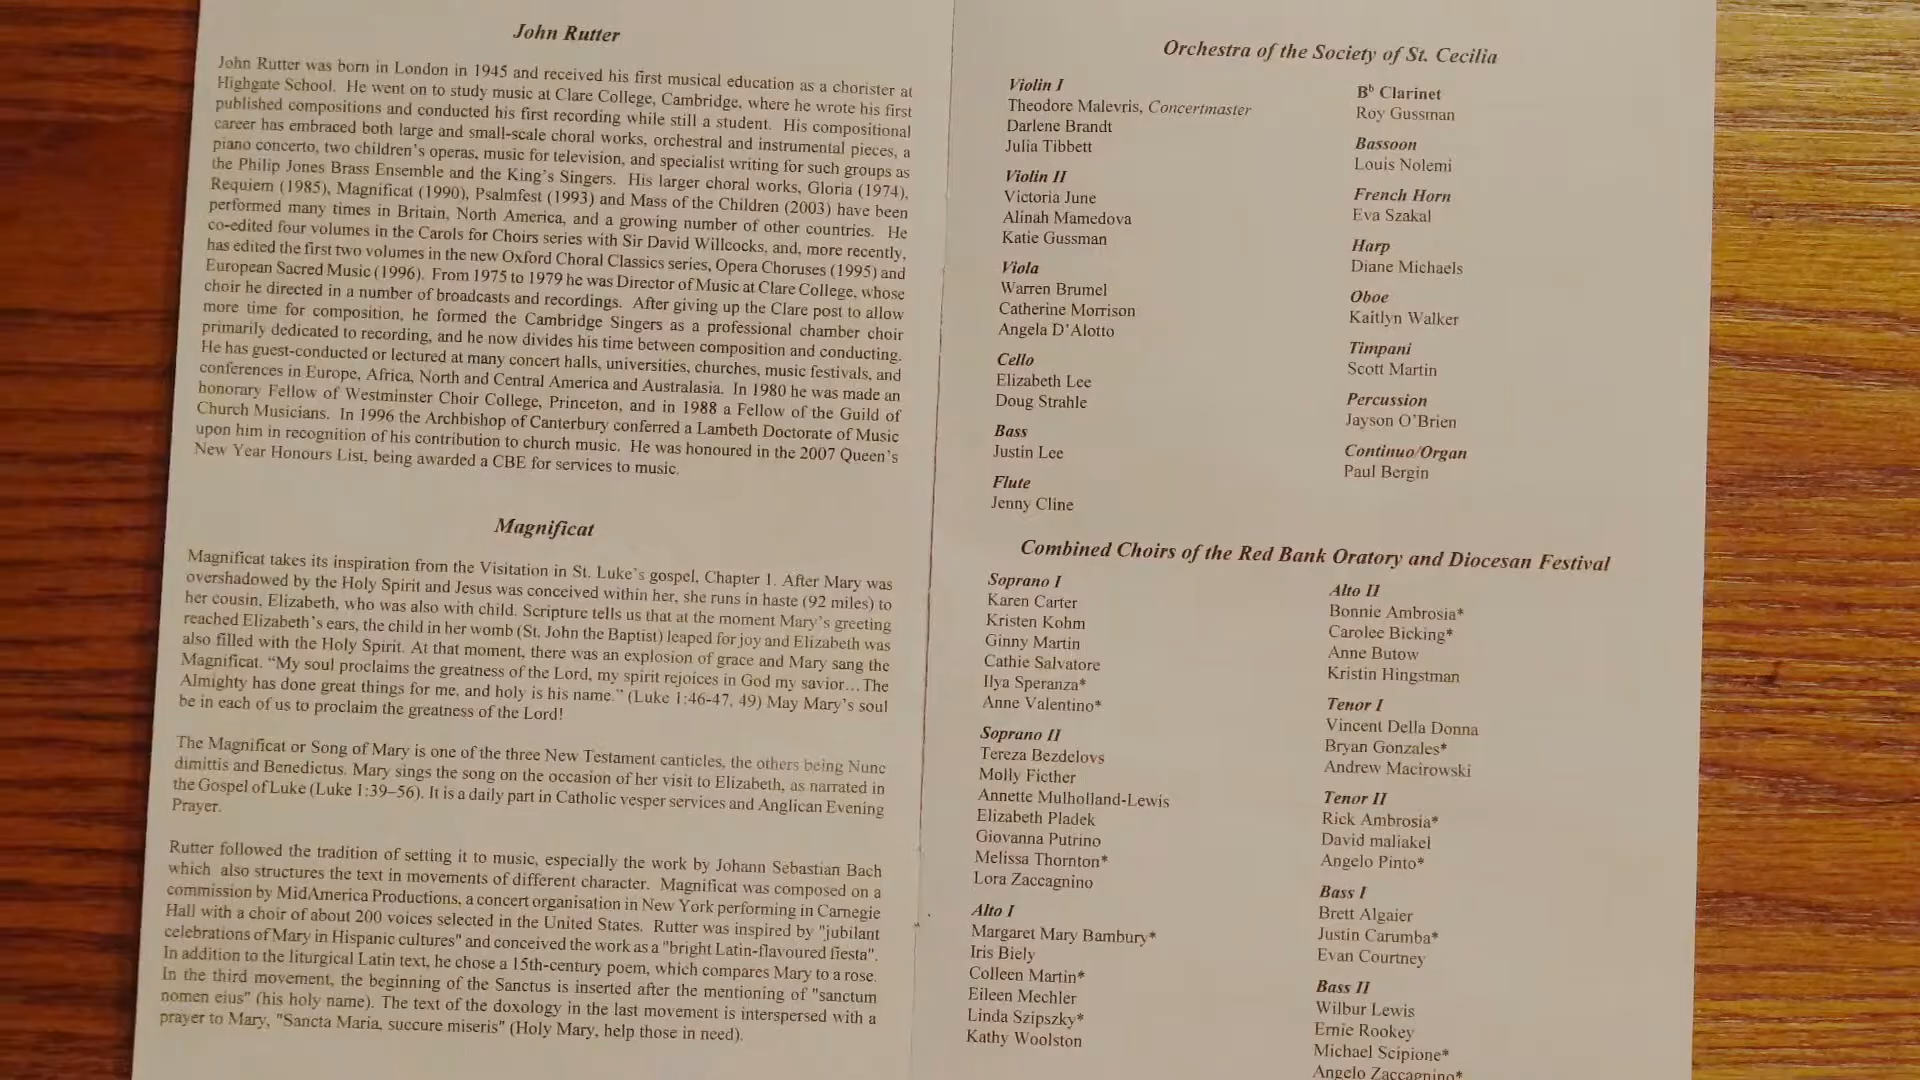 John Rutter
John Rutter was born in London in 1945 and received his first musical education as a chorister at
Highgate School. He went on to study music at Clare College, Cambridge, where he wrote his first
published compositions and conducted his first recording while still a student. His compositional
career has embraced both large and small-scale choral works, orchestral and instrumental pieces, a
piano concerto, two children's operas, music for television, and specialist writing for such groups as
the Philip Jones Brass Ensemble and the King's Singers. His larger choral works, Gloria (1974),
Requiem (1985), Magnificat (1990), Psalmfest (1993) and Mass of the Children (2003) have been
performed many times in Britain, North America, and a growing number of other countries. He
co-edited four volumes in the Carols for Choirs series with Sir David Willcocks, and, more recently,
has edited the first two volumes in the new Oxford Choral Classics series, Opera Choruses (1995) and
European Sacred Music (1996). From 1975 to 1979 he was Director of Music at Clare College, whose
choir he directed in a number of broadcasts and recordings. After giving up the Clare post to allow
more time for composition, he formed the Cambridge Singers as a professional chamber choir
primarily dedicated to recording, and he now divides his time between composition and conducting.
He has guest-conducted or lectured at many concert halls, universities, churches, music festivals, and
conferences in Europe, Africa, North and Central America and Australasia. In 1980 he was made an
honorary Fellow of Westminster Choir College, Princeton, and in 1988 a Fellow of the Guild of
Church Musicians. In 1996 the Archbishop of Canterbury conferred a Lambeth Doctorate of Music
upon him in recognition of his contribution to church music. He was honoured in the 2007 Queen's
New Year Honours List, being awarded a CBE for services to music.
Magnificat
Magnificat takes its inspiration from the Visitation in St. Luke's gospel, Chapter 1. After Mary was
overshadowed by the Holy Spirit and Jesus was conceived within her, she runs in haste (92 miles) to
her cousin, Elizabeth, who was also with child. Scripture tells us that at the moment Mary's greeting
reached Elizabeth's ears, the child in her womb (St. John the Baptist) leaped for joy and Elizabeth was
also filled with the Holy Spirit. At that moment, there was an explosion of grace and Mary sang the
Magnificat. "My soul proclaims the greatness of the Lord, my spirit rejoices in God my savior…The
Almighty has done great things for me, and holy is his name." (Luke 1:46-47, 49) May Mary's soul
be in each of us to proclaim the greatness of the Lord!
The Magnificat or Song of Mary is one of the three New Testament canticles, the others being Nunc
dimittis and Benedictus. Mary sings the song on the occasion of her visit to Elizabeth, as narrated in
the Gospel of Luke (Luke 1:39–56). It is a daily part in Catholic vesper services and Anglican Evening
Prayer.
Rutter followed the tradition of setting it to music, especially the work by Johann Sebastian Bach
which also structures the text in movements of different character. Magnificat was composed on a
commission by MidAmerica Productions, a concert organisation in New York performing in Carnegie
Hall with a choir of about 200 voices selected in the United States. Rutter was inspired by "jubilant
celebrations of Mary in Hispanic cultures" and conceived the work as a "bright Latin-flavoured fiesta".
In addition to the liturgical Latin text, he chose a 15th-century poem, which compares Mary to a rose.
In the third movement, the beginning of the Sanctus is inserted after the mentioning of "sanctum
nomen eius" (his holy name). The text of the doxology in the last movement is interspersed with a
prayer to Mary, "Sancta Maria, succure miseris" (Holy Mary, help those in need).
Orchestra of the Society of St. Cecilia
Violin I
Theodore Malevris, Concertmaster
Darlene Brandt
Julia Tibbett
Violin II
Victoria June
Alinah Mamedova
Katie Gussman
Viola
Warren Brumel
Catherine Morrison
Angela D'Alotto
Cello
Elizabeth Lee
Doug Strahle
Bass
Justin Lee
Flute
Jenny Cline
Bb Clarinet
Roy Gussman
Bassoon
Louis Nolemi
French Horn
Eva Szakal
Harp
Diane Michaels
Oboe
Kaitlyn Walker
Timpani
Scott Martin
Percussion
Jayson O'Brien
Continuo/Organ
Paul Bergin
Combined Choirs of the Red Bank Oratory and Diocesan Festival
Soprano I
Karen Carter
Kristen Kohm
Ginny Martin
Cathie Salvatore
Ilya Speranza*
Anne Valentino*
Soprano II
Tereza Bezdelovs
Molly Ficther
Annette Mulholland-Lewis
Elizabeth Pladek
Giovanna Putrino
Melissa Thornton*
Lora Zaccagnino
Alto I
Margaret Mary Bambury*
Iris Biely
Colleen Martin*
Eileen Mechler
Linda Szipszky*
Kathy Woolston
Alto II
Bonnie Ambrosia*
Carolee Bicking*
Anne Butow
Kristin Hingstman
Tenor I
Vincent Della Donna
Bryan Gonzales*
Andrew Macirowski
Tenor II
Rick Ambrosia*
David maliakel
Angelo Pinto*
Bass I
Brett Algaier
Justin Carumba*
Evan Courtney
Bass II
Wilbur Lewis
Ernie Rookey
Michael Scipione*
Angelo Zaccagnino*